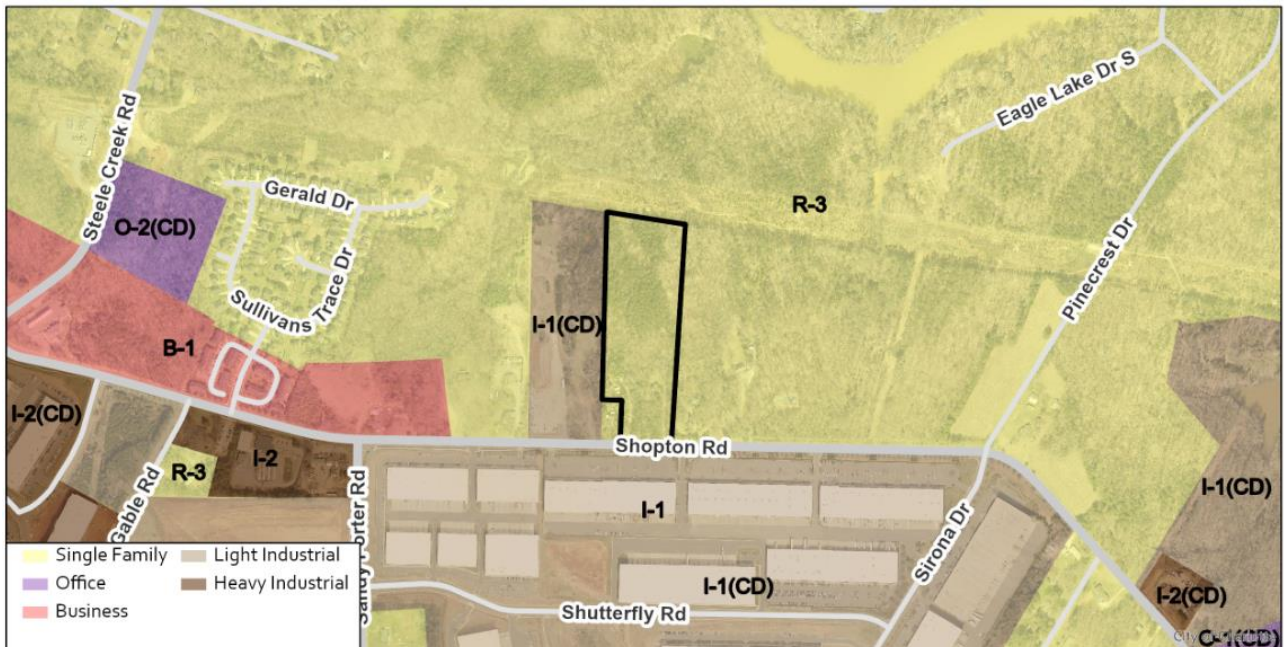 Steele Creek Rd
Eagle Lake Dr S
Gerald Dr
R-3
O-2(CD)
Pinecrest Dr
Sullivans Trace Dr
I-1(CD)
B-1
I-2(CD)
Shopton Rd
I-2
R-3
I-1(CD)
Gable Rd
I-1
Sirona Dr
I-1(CD)
I-2(CD)
Shutterfly Rd
Single Family
Light Industrial
Office
Heavy Industrial
Business